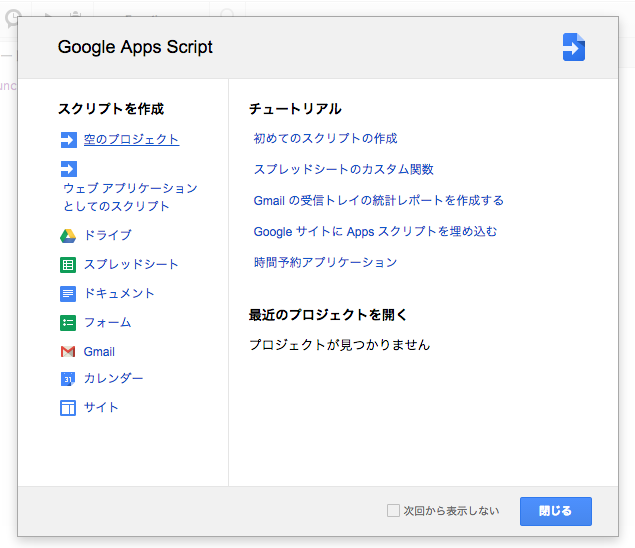 Google Apps Script
スクリプトを作成
空のプロジェクト
ウェブ アプリケーション
としてのスクリプト
ドライブ
スプレッドシート
ドキュメント
フォーム
Gmail
31 カレンダー
サイト
チュートリアル
初めてのスクリプトの作成
スプレッドシートのカスタム関数
Gmail の受信トレイの統計レポートを作成する
Google サイトに Apps スクリプトを埋め込む
時間予約アプリケーション
最近のプロジェクトを開く
プロジェクトが見つかりません
次回から表示しない
閉じる